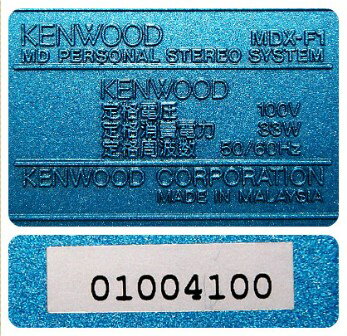 KENWOOD MDX-F1
MD PERSONAL STEREO SYSTEM
KENWOOD
定格電圧 100V
定格消費電力 33W
定格周波数 50/60Hz
KENWOOD CORPORATION
MADE IN MALAYSIA
01004100